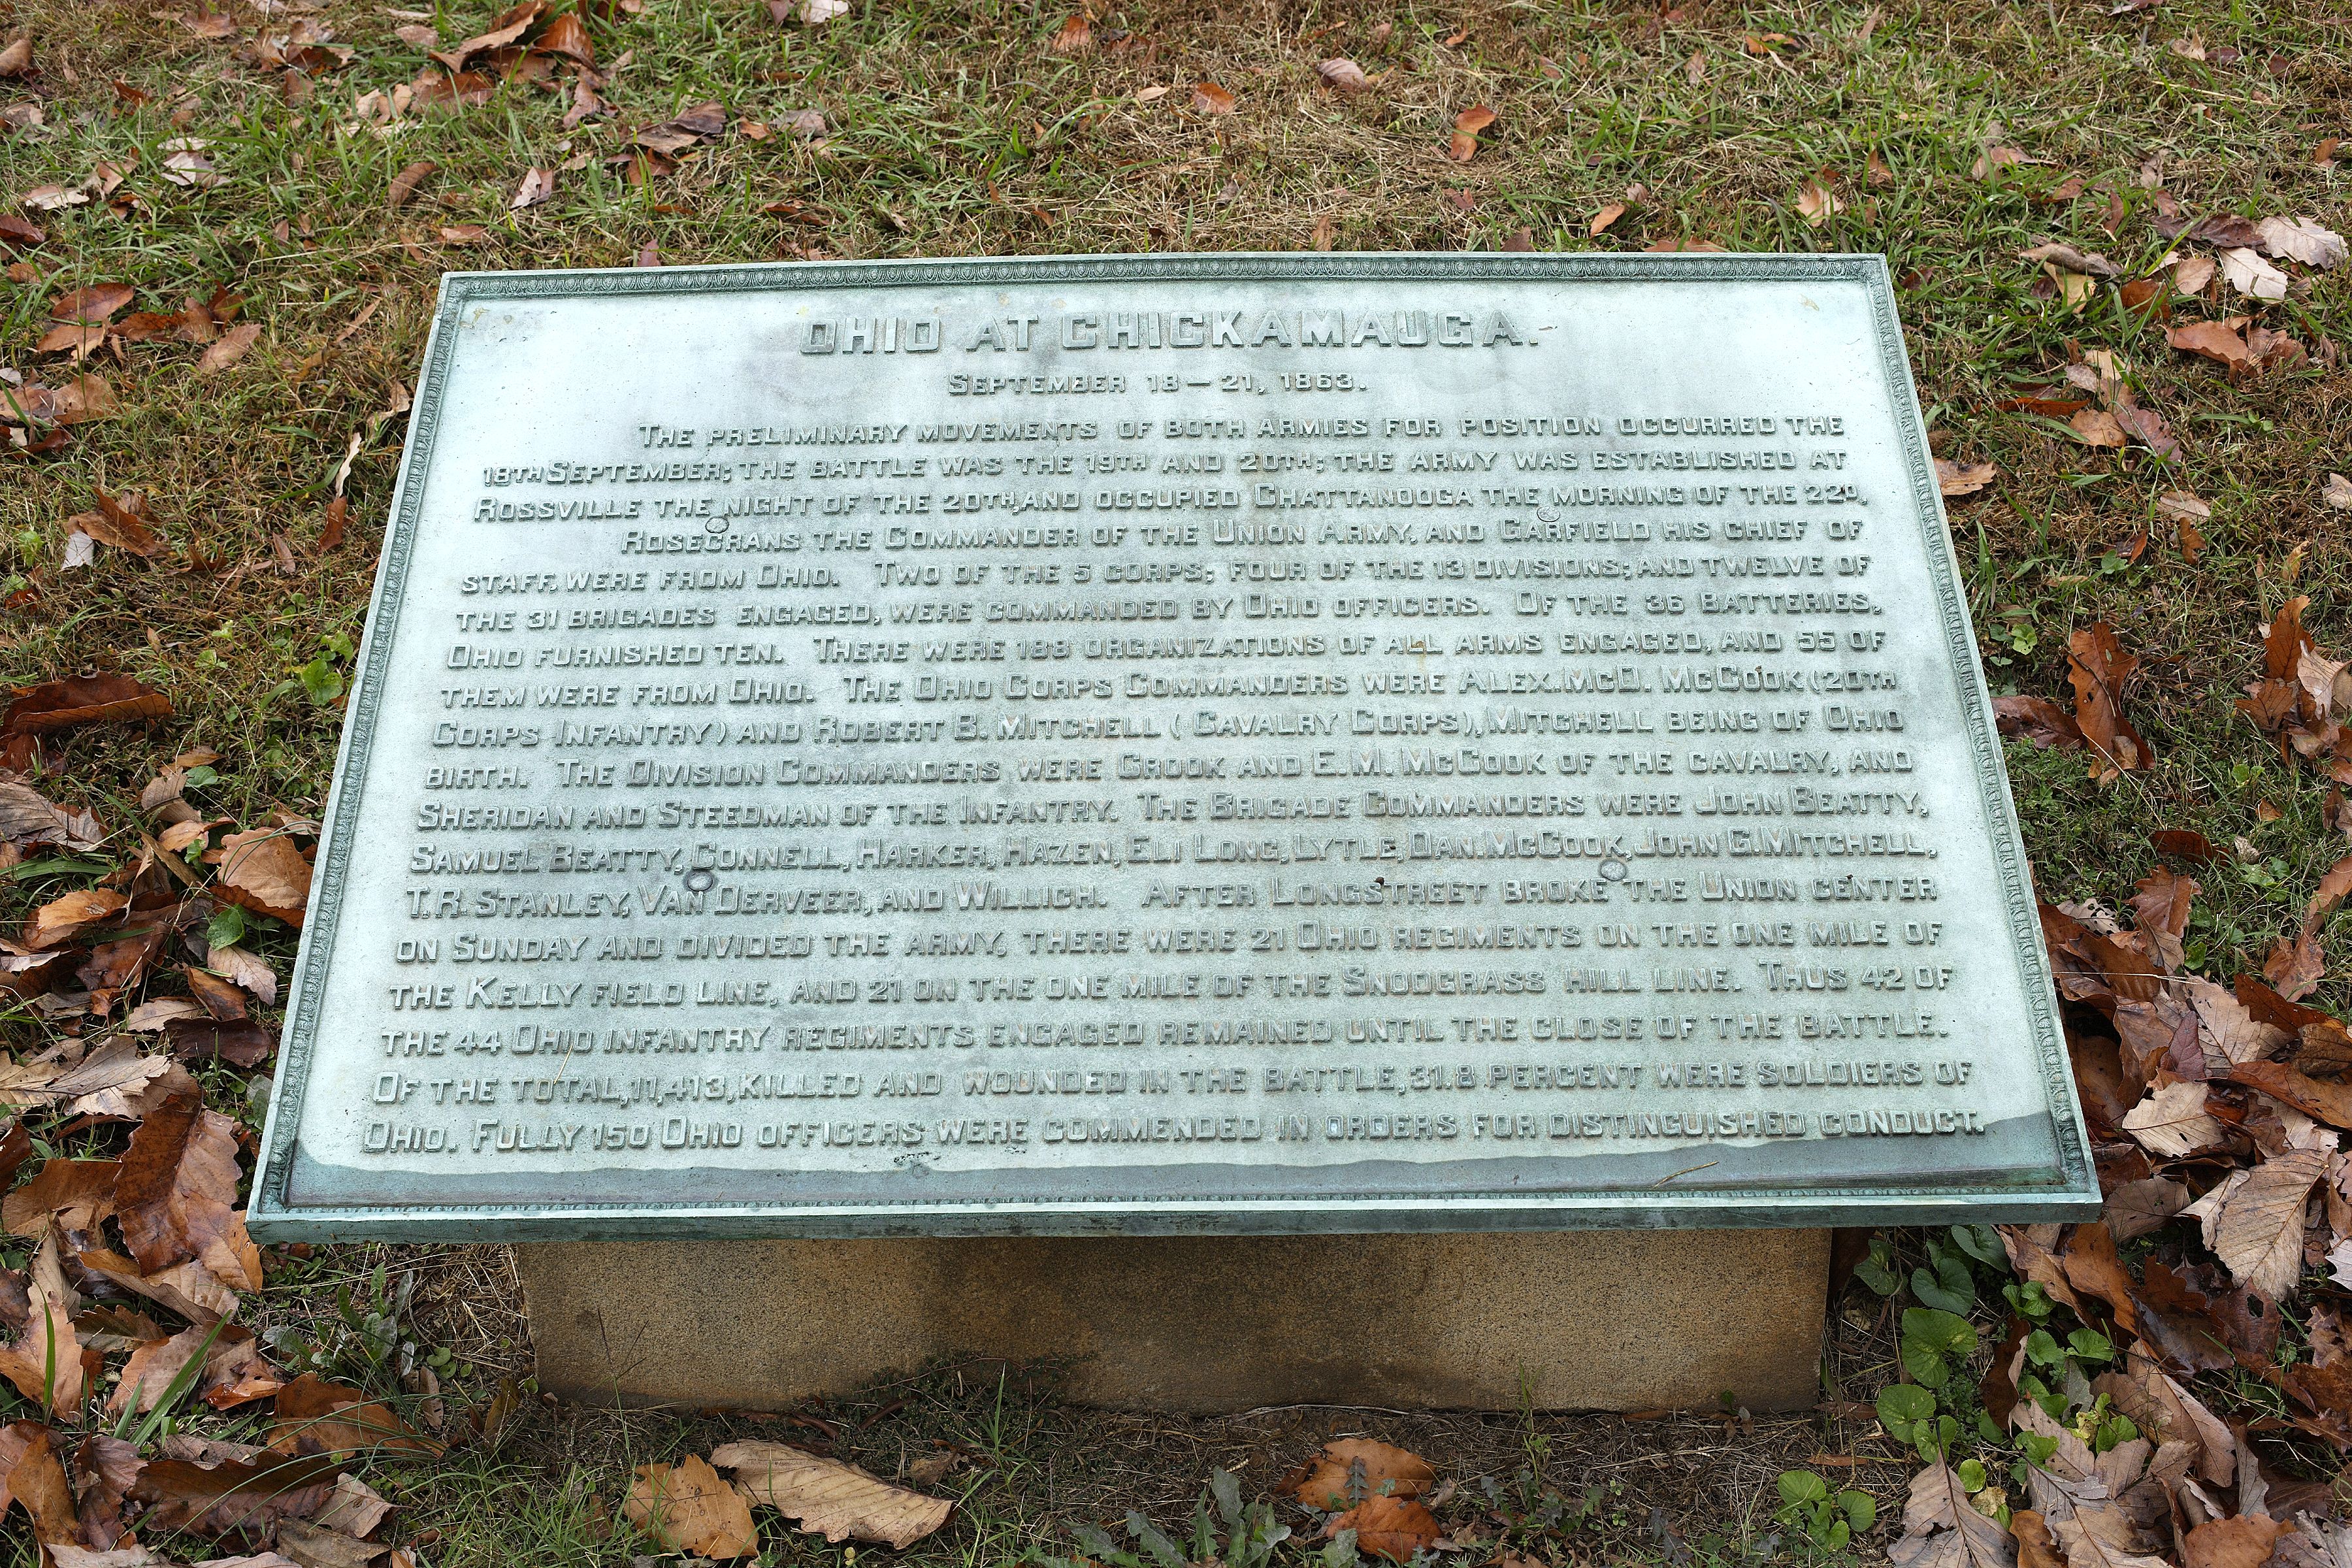 OHIO AT CHICKAMAUGA.
SEPTEMBER 18 – 21, 1863.
THE PRELIMINARY MOVEMENTS OF BOTH ARMIES FOR POSITION OCCURRED THE
18TH SEPTEMBER; THE BATTLE WAS THE 19TH AND 20TH; THE ARMY WAS ESTABLISHED AT
ROSSVILLE THE NIGHT OF THE 20TH, AND OCCUPIED CHATTANOOGA THE MORNING OF THE 22D,
ROSECRANS THE COMMANDER OF THE UNION ARMY, AND GARFIELD HIS CHIEF OF
STAFF, WERE FROM OHIO. TWO OF THE 5 CORPS; FOUR OF THE 13 DIVISIONS; AND TWELVE OF
THE 31 BRIGADES ENGAGED, WERE COMMANDED BY OHIO OFFICERS. OF THE 36 BATTERIES,
OHIO FURNISHED TEN. THERE WERE 188 ORGANIZATIONS OF ALL ARMS ENGAGED, AND 55 OF
THEM WERE FROM OHIO. THE OHIO CORPS COMMANDERS WERE ALEX. MCD. MCCOOK (20TH
CORPS INFANTRY) AND ROBERT B. MITCHELL (CAVALRY CORPS), MITCHELL BEING OF OHIO
BIRTH. THE DIVISION COMMANDERS WERE CROOK AND E. M. MCCOOK OF THE CAVALRY, AND
SHERIDAN AND STEEDMAN OF THE INFANTRY. THE BRIGADE COMMANDERS WERE JOHN BEATTY,
SAMUEL BEATTY, CONNELL, HARKER, HAZEN, ELI LONG, LYTLE, DAN. MCCOOK, JOHN G. MITCHELL,
T. R. STANLEY, VAN DERVEER, AND WILLICH. AFTER LONGSTREET BROKE THE UNION CENTER
ON SUNDAY AND DIVIDED THE ARMY, THERE WERE 21 OHIO REGIMENTS ON THE ONE MILE OF
THE KELLY FIELD LINE, AND 21 ON THE ONE MILE OF THE SNODGRASS HILL LINE. THUS 42 OF
THE 44 OHIO INFANTRY REGIMENTS ENGAGED REMAINED UNTIL THE CLOSE OF THE BATTLE.
OF THE TOTAL, 11,413, KILLED AND WOUNDED IN THE BATTLE, 31.8 PERCENT WERE SOLDIERS OF
OHIO. FULLY 150 OHIO OFFICERS WERE COMMENDED IN ORDERS FOR DISTINGUISHED CONDUCT.